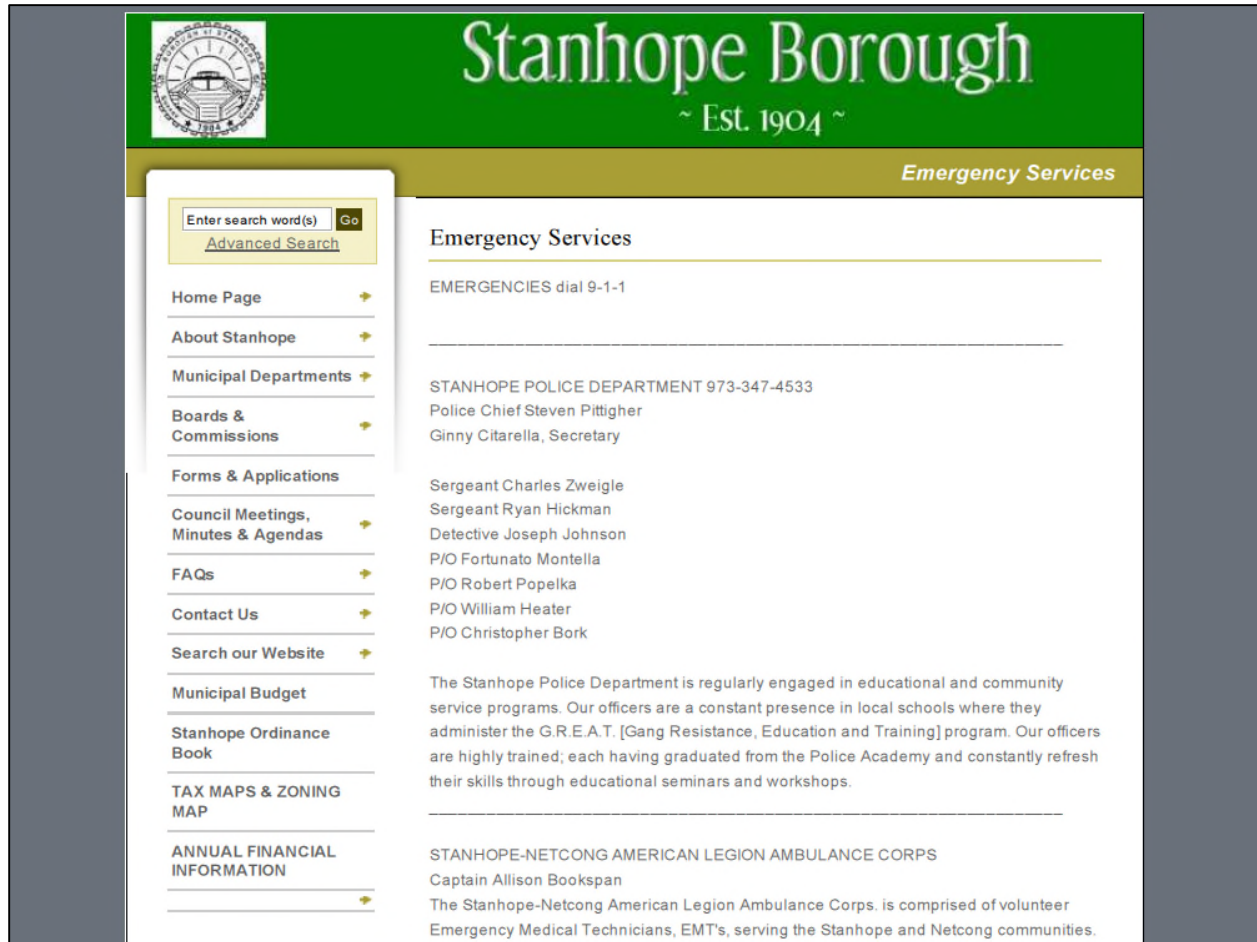 BOROUGH OF STANHOPE
1904
Stanhope Borough
~ Est. 1904 ~
Emergency Services
Enter search word(s) Go
Advanced Search
Home Page
About Stanhope
Municipal Departments
Boards &
Commissions
Forms & Applications
Council Meetings,
Minutes & Agendas
FAQs
Contact Us
Search our Website
Municipal Budget
Stanhope Ordinance
Book
TAX MAPS & ZONING
MAP
ANNUAL FINANCIAL
INFORMATION
Emergency Services
EMERGENCIES dial 9-1-1
STANHOPE POLICE DEPARTMENT 973-347-4533
Police Chief Steven Pittigher
Ginny Citarella, Secretary
Sergeant Charles Zweigle
Sergeant Ryan Hickman
Detective Joseph Johnson
P/O Fortunato Montella
P/O Robert Popelka
P/O William Heater
P/O Christopher Bork
The Stanhope Police Department is regularly engaged in educational and community
service programs. Our officers are a constant presence in local schools where they
administer the G.R.E.A.T. [Gang Resistance, Education and Training] program. Our officers
are highly trained; each having graduated from the Police Academy and constantly refresh
their skills through educational seminars and workshops.
STANHOPE-NETCONG AMERICAN LEGION AMBULANCE CORPS
Captain Allison Bookspan
The Stanhope-Netcong American Legion Ambulance Corps. is comprised of volunteer
Emergency Medical Technicians, EMT's, serving the Stanhope and Netcong communities.